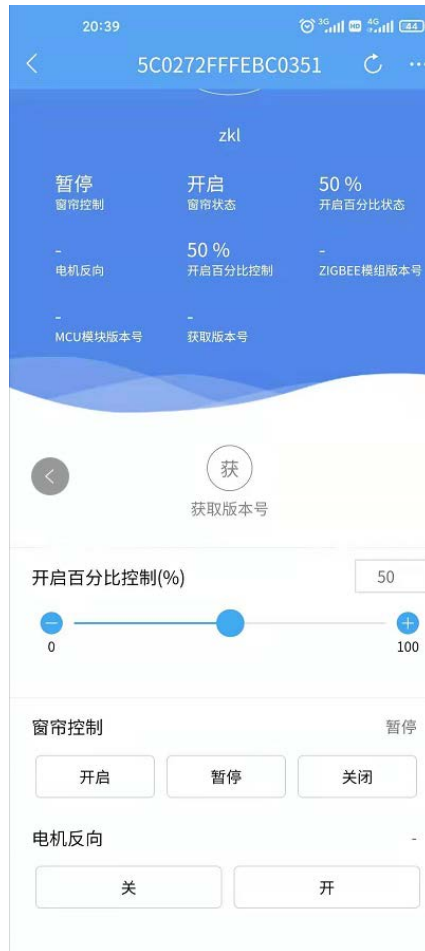 20:39 3G HD 4G 44
5C0272FFFEBC0351
zkl
暂停 开启 50 %
窗帘控制 窗帘状态 开启百分比状态
- 50 % -
电机反向 开启百分比控制 ZIGBEE模组版本号
- -
MCU模块版本号 获取版本号
获
获取版本号
开启百分比控制(%) 50
0 100
窗帘控制 暂停
开启 暂停 关闭
电机反向 -
关 开